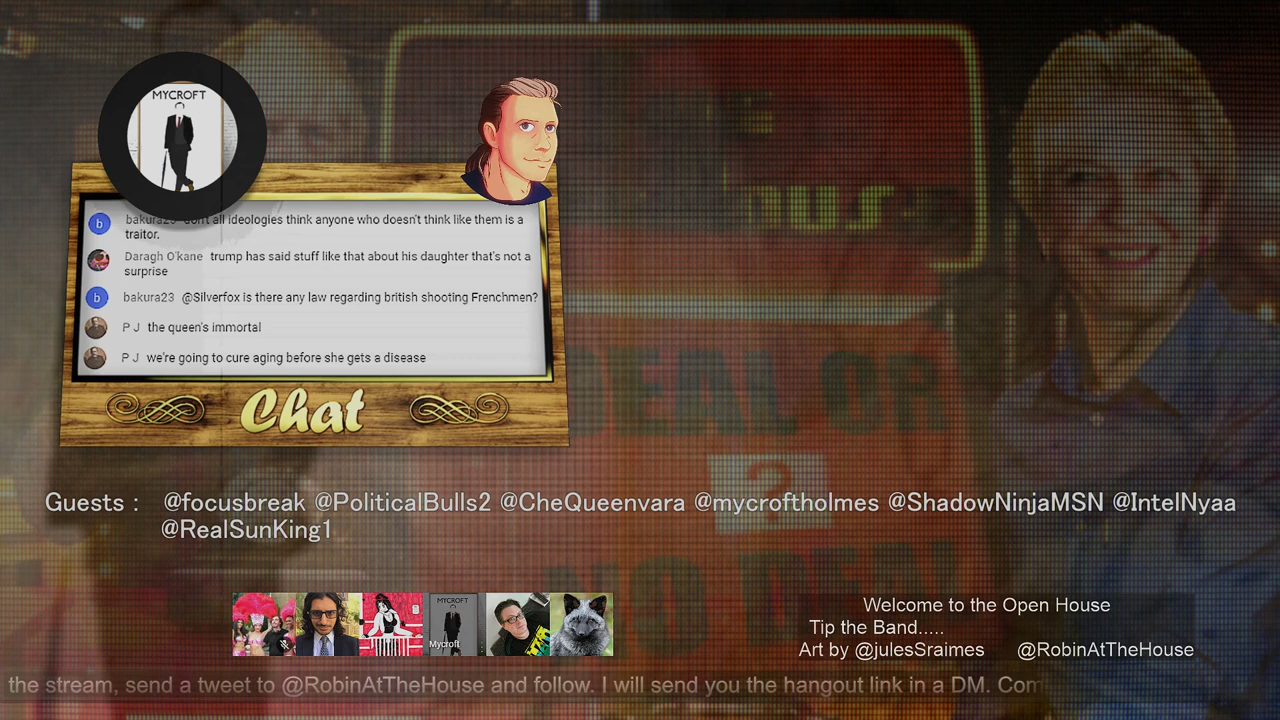 MYCROFT
bakura23 don't all ideologies think anyone who doesn't think like them is a
traitor.
Daragh O'kane trump has said stuff like that about his daughter that's not a
surprise
b bakura23 @Silverfox is there any law regarding british shooting Frenchmen?
P J the queen's immortal
P J we're going to cure aging before she gets a disease
Chat
DEAL OR
?
NO DEAL
Guests : @focusbreak @PoliticalBulls2 @CheQueenvara @mycroftholmes @ShadowNinjaMSN @IntelNyaa
@RealSunKing1
MYCROFT
Mycroft
Welcome to the Open House
Tip the Band.....
Art by @julesSraimes @RobinAtTheHouse
the stream, send a tweet to @RobinAtTheHouse and follow. I will send you the hangout link in a DM. Com